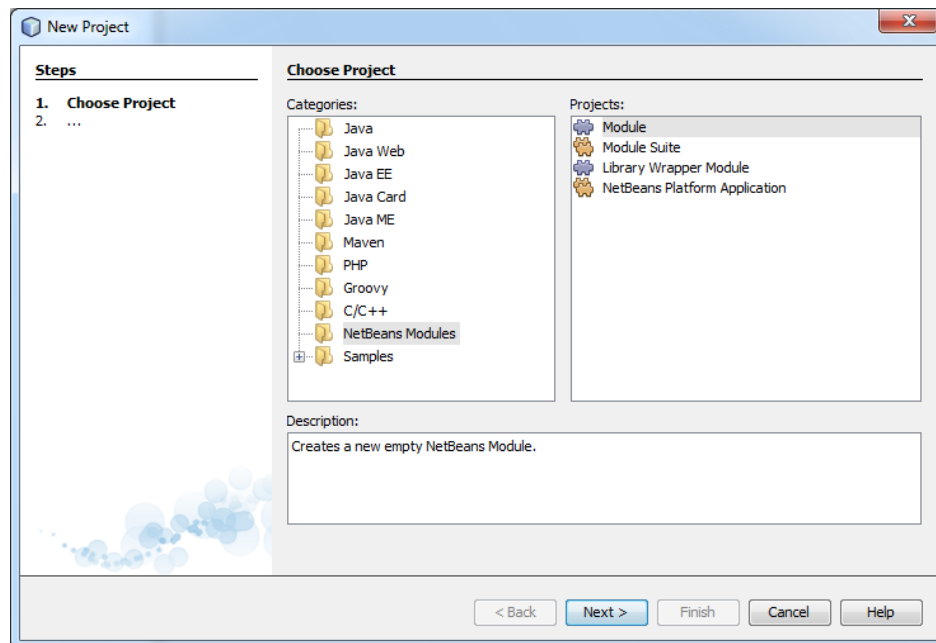 New Project
Steps
1. Choose Project
2. ...
Choose Project
Categories:
Java
Java Web
Java EE
Java Card
Java ME
Maven
PHP
Groovy
C/C++
NetBeans Modules
Samples
Projects:
Module
Module Suite
Library Wrapper Module
NetBeans Platform Application
Description:
Creates a new empty NetBeans Module.
< Back
Next >
Finish
Cancel
Help